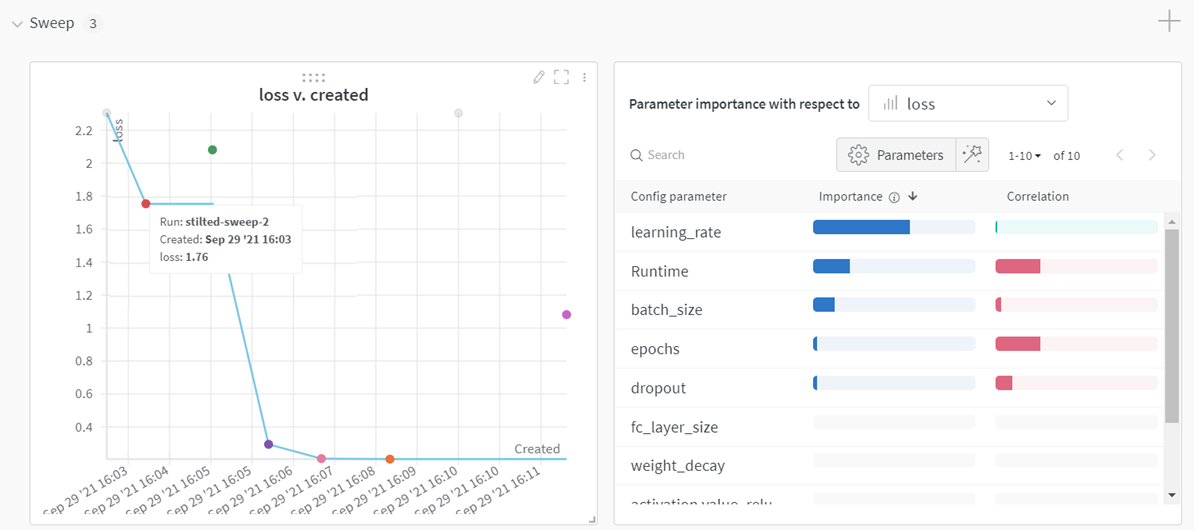 Sweep 3
loss v. created
loss
2.2
2
1.8
1.6
1.4
1.2
1
0.8
0.6
0.4
Run: stilted-sweep-2
Created: Sep 29 '21 16:03
loss: 1.76
Created
Sep 29 '21 16:03
Sep 29 '21 16:04
Sep 29 '21 16:05
Sep 29 '21 16:05
Sep 29 '21 16:06
Sep 29 '21 16:07
Sep 29 '21 16:08
Sep 29 '21 16:09
Sep 29 '21 16:10
Sep 29 '21 16:10
Sep 29 '21 16:11
Parameter importance with respect to loss
Search Parameters 1-10 of 10
Config parameter Importance Correlation
learning_rate
Runtime
batch_size
epochs
dropout
fc_layer_size
weight_decay
activation.value_relu